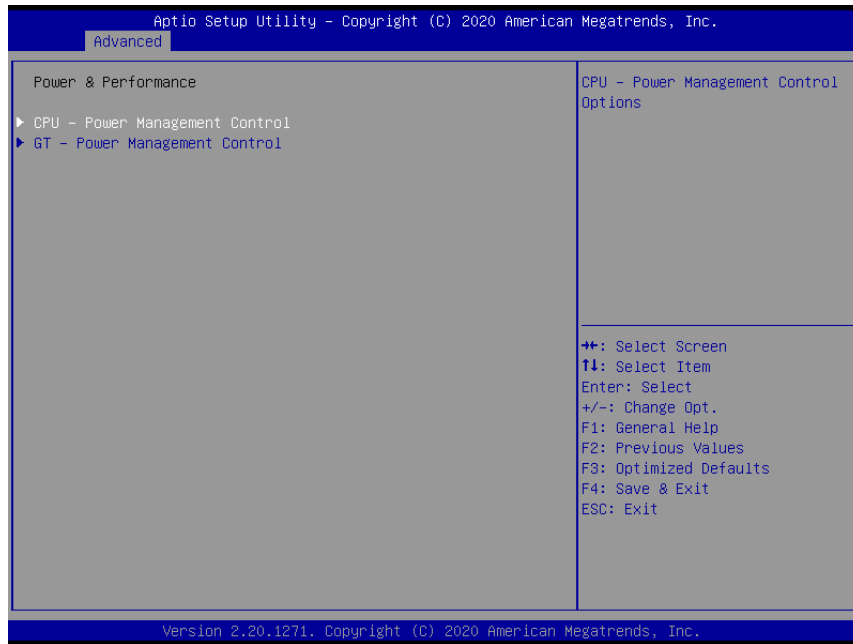 Aptio Setup Utility – Copyright (C) 2020 American Megatrends, Inc.
Advanced
Power & Performance
▶ CPU – Power Management Control
▶ GT – Power Management Control
CPU – Power Management Control
Options
→←: Select Screen
↑↓: Select Item
Enter: Select
+/-: Change Opt.
F1: General Help
F2: Previous Values
F3: Optimized Defaults
F4: Save & Exit
ESC: Exit
Version 2.20.1271. Copyright (C) 2020 American Megatrends, Inc.